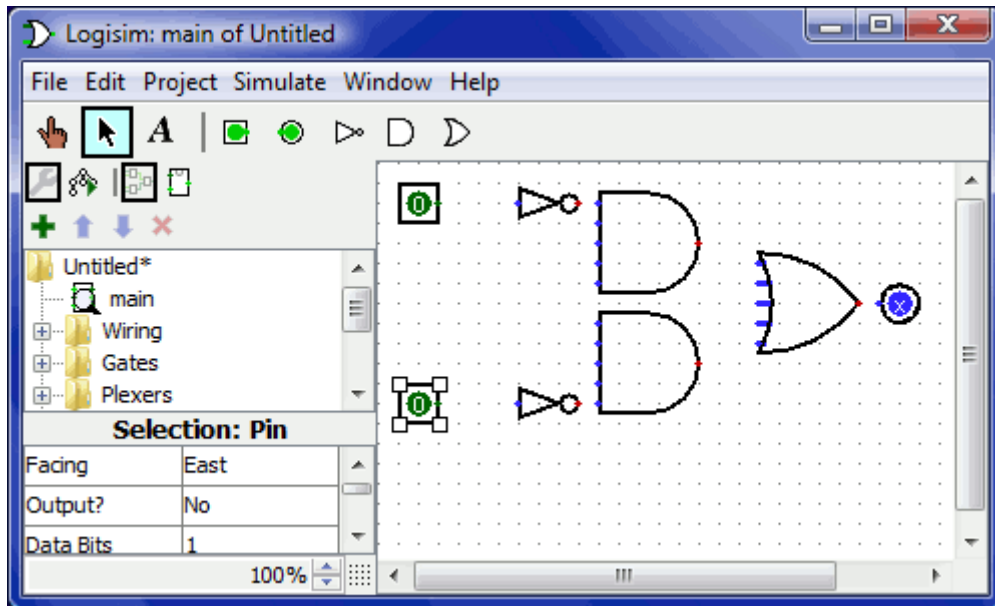 Logisim: main of Untitled
File Edit Project Simulate Window Help
A
Untitled*
main
Wiring
Gates
Plexers
Selection: Pin
Facing East
Output? No
Data Bits 1
100%
0
0
x